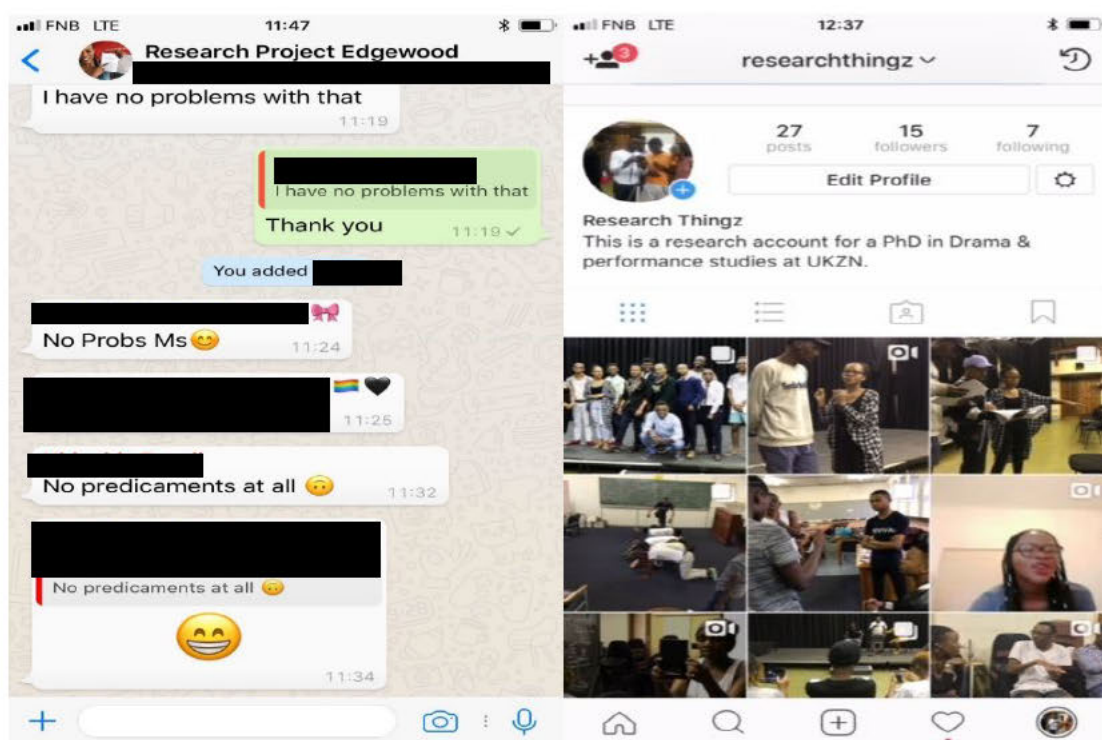 FNB LTE 11:47
Research Project Edgewood
I have no problems with that
11:19
I have no problems with that
Thank you 11:19
You added
No Probs Ms😊 11:24
11:25
No predicaments at all 🙃 11:32
No predicaments at all 🙃
11:34
FNB LTE 12:37
3
researchthingz
27 15 7
posts followers following
Edit Profile
Research Thingz
This is a research account for a PhD in Drama &
performance studies at UKZN.